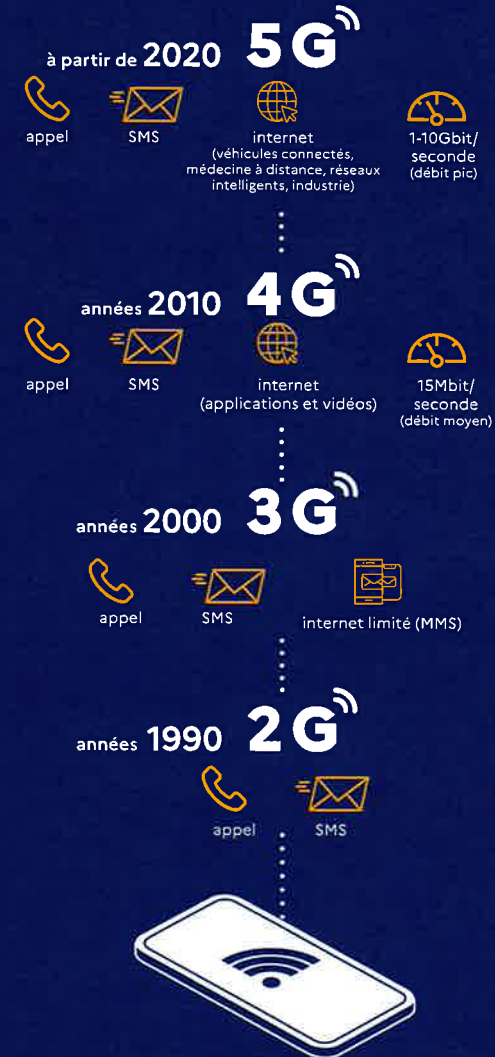 à partir de 2020 5G
appel
SMS
internet
(véhicules connectés,
médecine à distance, réseaux
intelligents, industrie)
1-10Gbit/
seconde
(débit pic)
années 2010 4G
appel
SMS
internet
(applications et vidéos)
15Mbit/
seconde
(débit moyen)
années 2000 3G
appel
SMS
internet limité (MMS)
années 1990 2G
appel
SMS